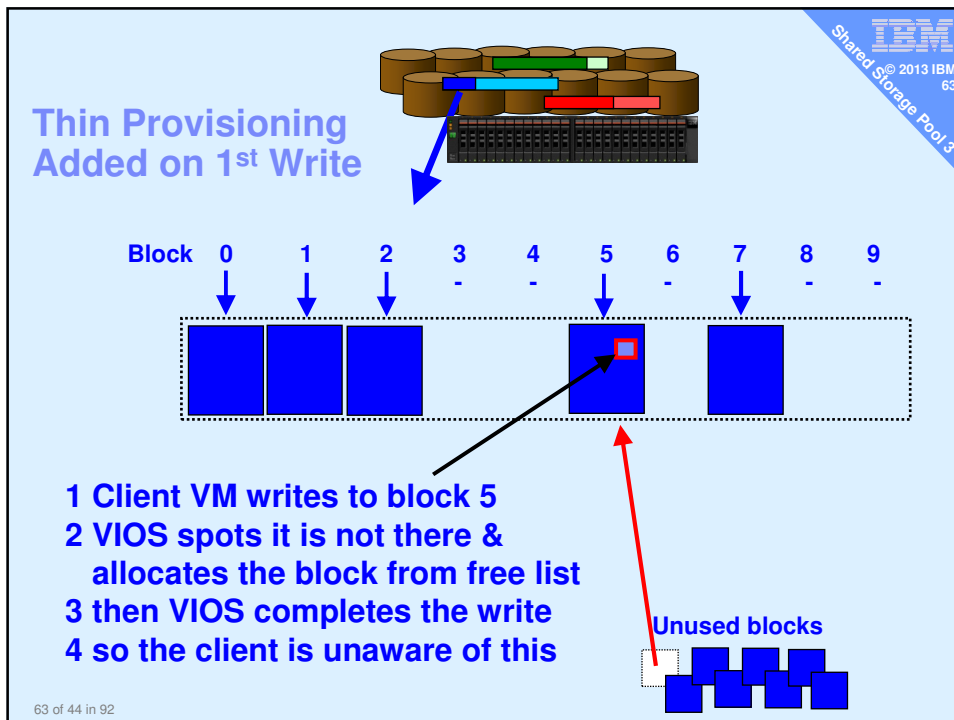 IBM
Shared Storage Pool 3
© 2013 IBM
63
Thin Provisioning
Added on 1st Write
Block 0 1 2 3 4 5 6 7 8 9
- - - - -
1 Client VM writes to block 5
2 VIOS spots it is not there &
allocates the block from free list
3 then VIOS completes the write
4 so the client is unaware of this
Unused blocks
63 of 44 in 92